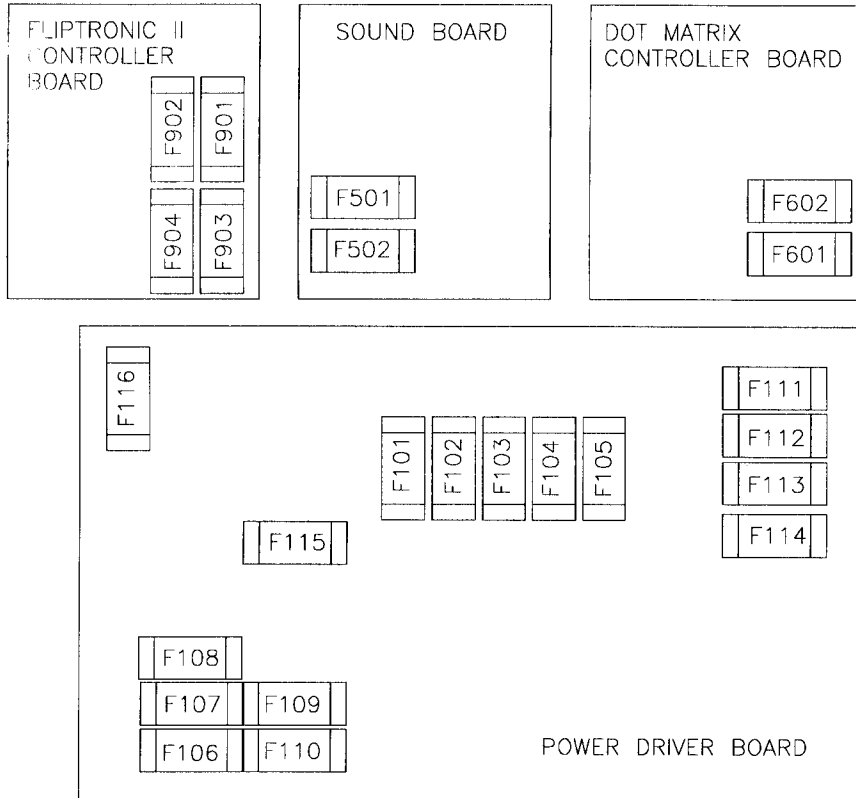 FLIPTRONIC II
CONTROLLER
BOARD
F902
F901
F904
F903
SOUND BOARD
F501
F502
DOT MATRIX
CONTROLLER BOARD
F602
F601
F116
F101
F102
F103
F104
F105
F111
F112
F113
F114
F115
F108
F107
F109
F106
F110
POWER DRIVER BOARD